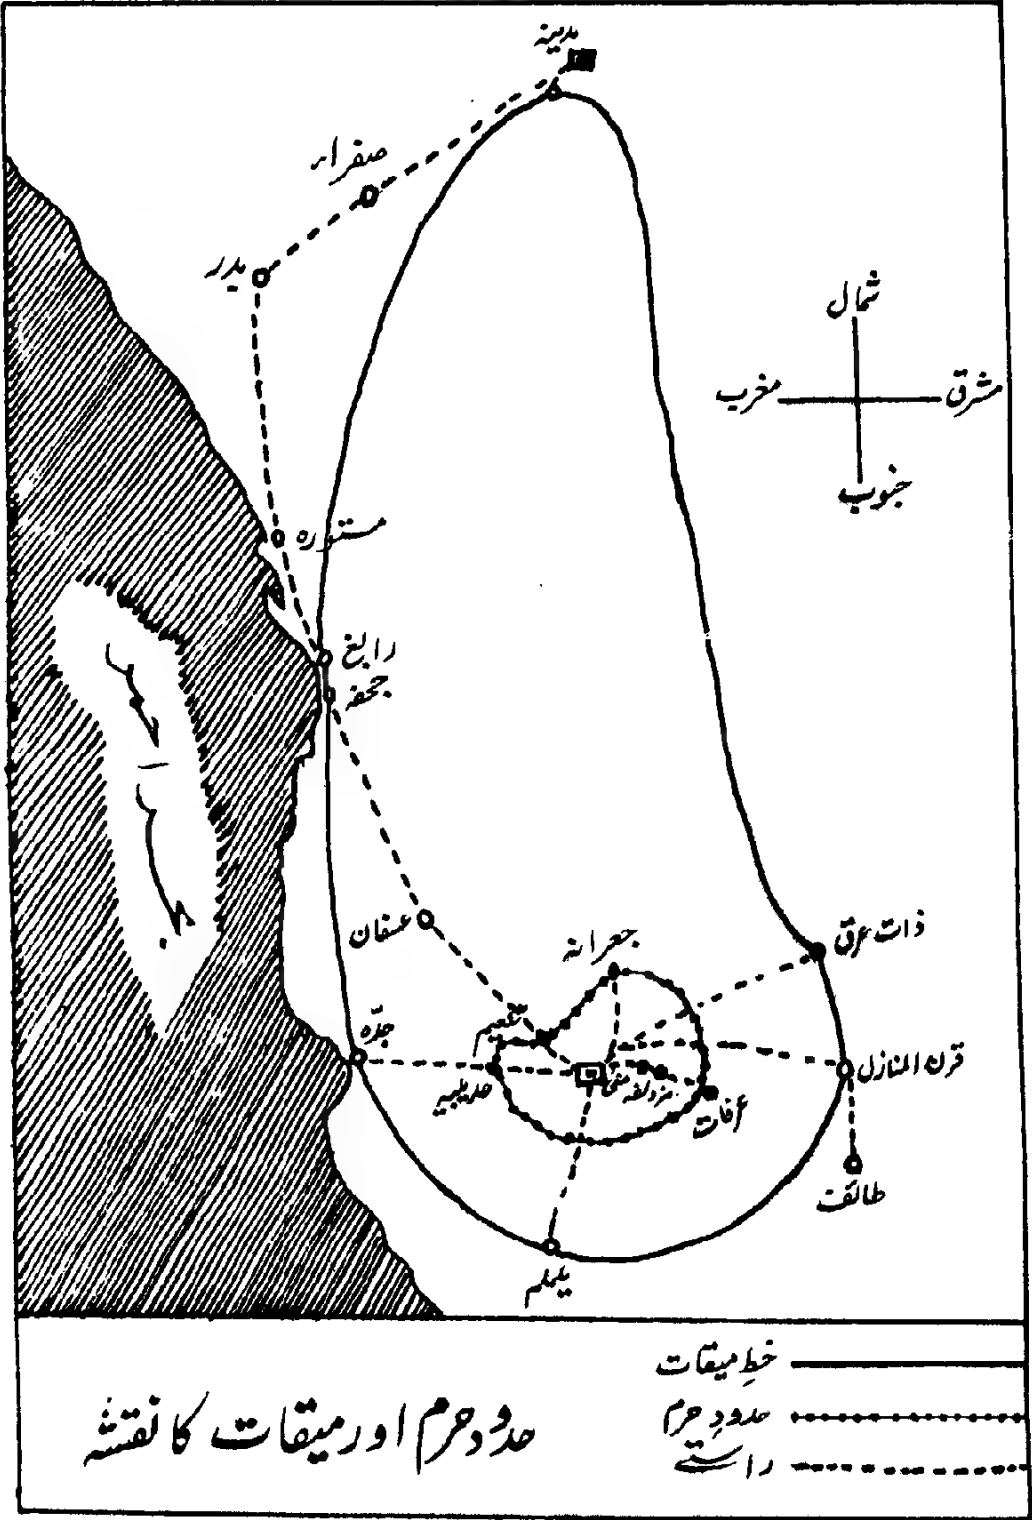 مدینہ
صفراء
بدر
شمال
مغرب
مشرق
جنوب
مستورہ
رابغ
جحفہ
بحر احمر
عسفان
جعرانہ
ذات عرق
تنعیم
جدّہ
حدیبیہ
منیٰ
مزدلفہ
عرفات
قرن المنازل
طائف
یلملم
خطِ میقات
حدودِ حرم
راستے
حدود حرم اور میقات کا نقشہ